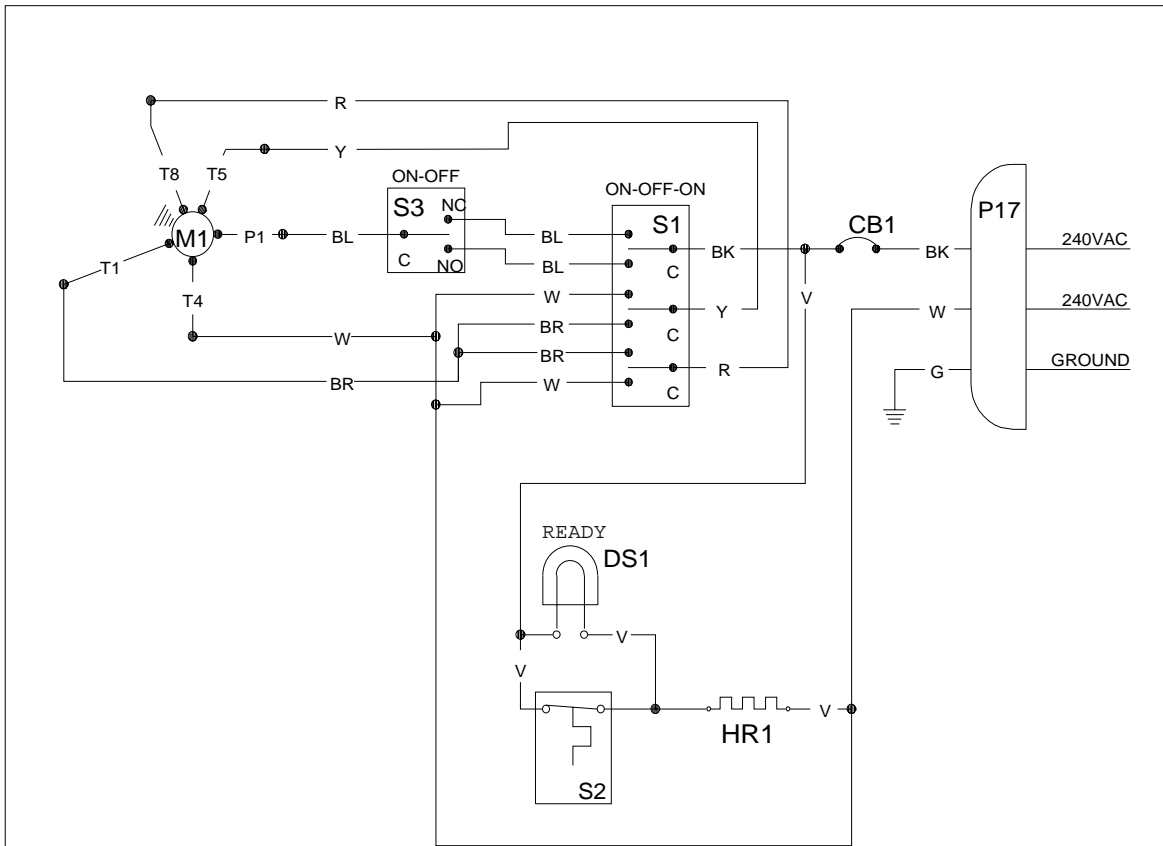 R
Y
T8
T5
ON-OFF
ON-OFF-ON
S3
NC
S1
P17
CB1
M1
P1
BL
BL
BK
BK
240VAC
C
NO
BL
C
T1
V
T4
W
Y
W
240VAC
BR
C
W
BR
R
G
GROUND
BR
W
C
READY
DS1
V
V
V
HR1
S2